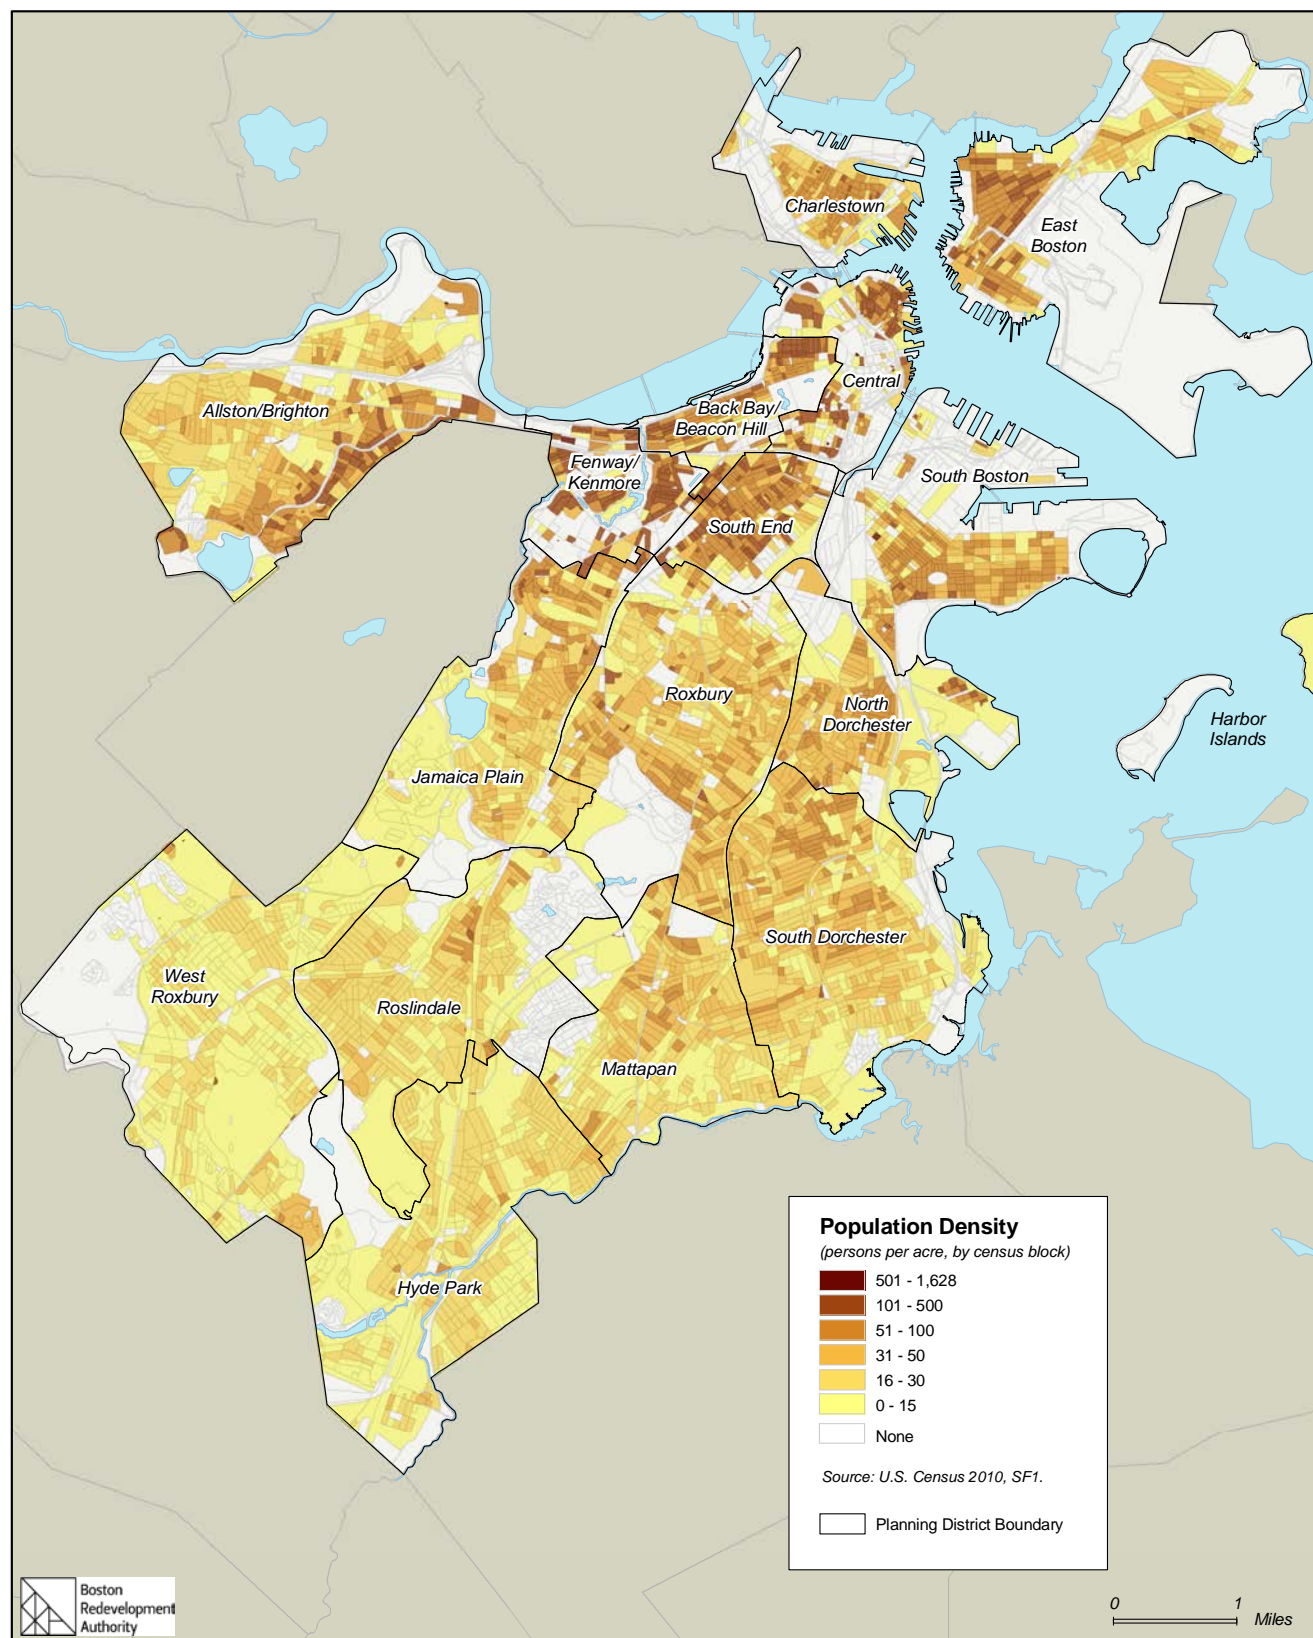 Charlestown
East
Boston
Central
Allston/Brighton
Back Bay/
Beacon Hill
Fenway/
Kenmore
South Boston
South End
Roxbury
North
Dorchester
Harbor
Islands
Jamaica Plain
South Dorchester
West
Roxbury
Roslindale
Mattapan
Hyde Park
Population Density
(persons per acre, by census block)
501 - 1,628
101 - 500
51 - 100
31 - 50
16 - 30
0 - 15
None
Source: U.S. Census 2010, SF1.
Planning District Boundary
Boston
Redevelopment
Authority
0 1
Miles